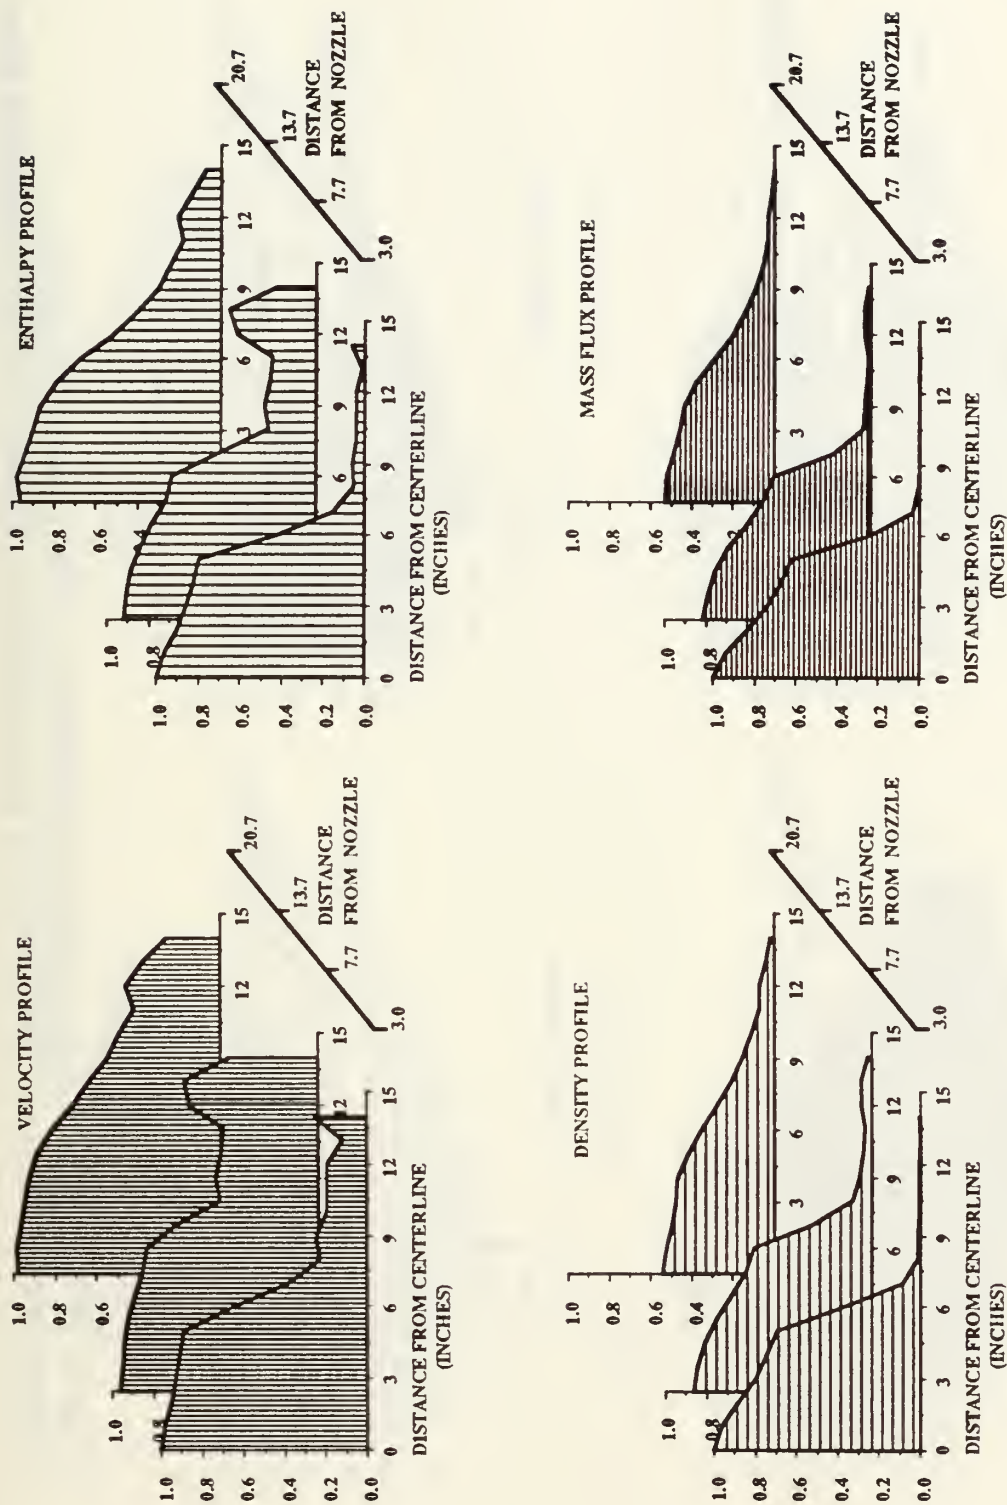 VELOCITY PROFILE
1.0
0.8
0.6
1.0
0.8
1.0
0.8
0.6
0.4
0.2
0.0
12 15
12 15
0 3 6 9 12 15
20.7
13.7
7.7
3.0
DISTANCE
FROM NOZZLE
DISTANCE FROM CENTERLINE
(INCHES)
ENTHALPY PROFILE
1.0
0.8
0.6
0.4
1.0
0.8
1.0
0.8
0.6
0.4
0.2
0.0
3 6 9 12 15
6 9 12 15
0 3 6 9 12 15
20.7
13.7
7.7
3.0
DISTANCE
FROM NOZZLE
DISTANCE FROM CENTERLINE
(INCHES)
DENSITY PROFILE
1.0
0.8
0.6
0.4
1.0
0.8
1.0
0.8
0.6
0.4
0.2
0.0
3 6 9 12 15
6 9 12 15
0 3 6 9 12 15
20.7
13.7
7.7
3.0
DISTANCE
FROM NOZZLE
DISTANCE FROM CENTERLINE
(INCHES)
MASS FLUX PROFILE
1.0
0.8
0.6
0.4
0.2
1.0
0.8
1.0
0.8
0.6
0.4
0.2
0.0
3 6 9 12 15
6 9 12 15
0 3 6 9 12 15
20.7
13.7
7.7
3.0
DISTANCE
FROM NOZZLE
DISTANCE FROM CENTERLINE
(INCHES)